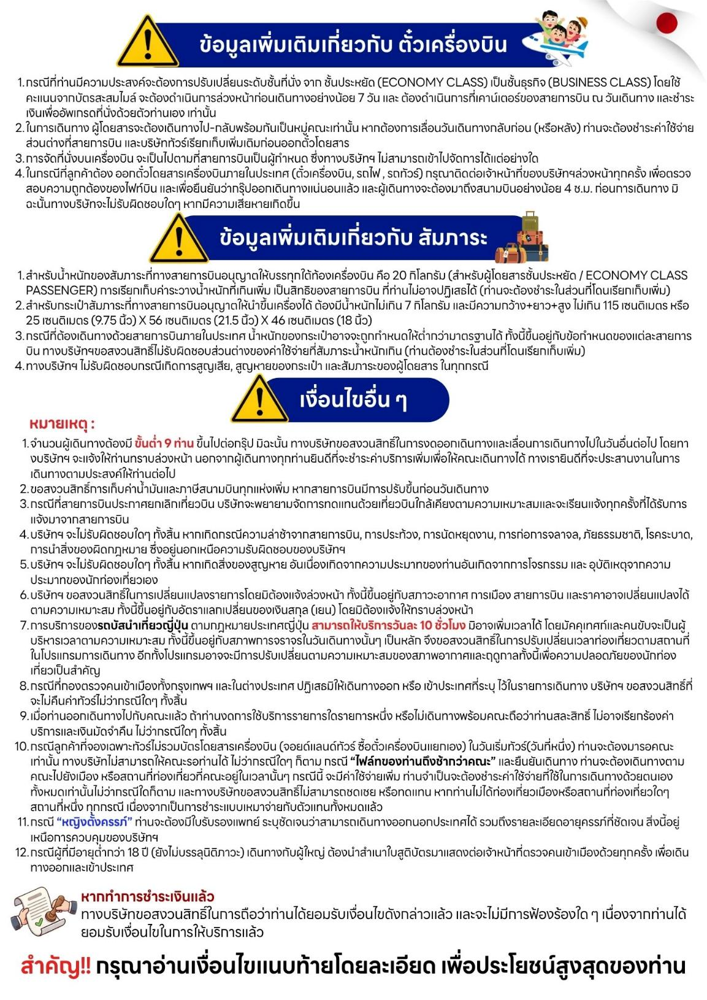 ข้อมูลเพิ่มเติมเกี่ยวกับ ตั๋วเครื่องบิน
1. กรณีที่ท่านมีความประสงค์จะต้องการปรับเปลี่ยนระดับชั้นที่นั่ง จาก ชั้นประหยัด (ECONOMY CLASS) เป็นชั้นธุรกิจ (BUSINESS CLASS) โดยใช้
คะแนนจากบัตรสะสมไมล์ จะต้องดำเนินการล่วงหน้าก่อนเดินทางอย่างน้อย 7 วัน และ ต้องดำเนินการที่เคาน์เตอร์ของสายการบิน ณ วันเดินทาง และชำระ
เงินเพื่ออัพเกรดที่นั่งด้วยตัวท่านเอง เท่านั้น
2. ในการเดินทาง ผู้โดยสารจะต้องเดินทางไป-กลับพร้อมกันเป็นหมู่คณะเท่านั้น หากต้องการเลื่อนวันเดินทางกลับก่อน (หรือหลัง) ท่านจะต้องชำระค่าใช้จ่าย
ส่วนต่างที่สายการบิน และบริษัททัวร์เรียกเก็บเพิ่มเติมก่อนออกตั๋วโดยสาร
3. การจัดที่นั่งบนเครื่องบิน จะเป็นไปตามที่สายการบินเป็นผู้กำหนด ซึ่งทางบริษัทฯ ไม่สามารถเข้าไปจัดการได้แต่อย่างใด
4. ในกรณีที่ลูกค้าต้อง ออกตั๋วโดยสารเครื่องบินภายในประเทศ (ตั๋วเครื่องบิน, รถไฟ , รถทัวร์) กรุณาติดต่อเจ้าหน้าที่ของบริษัทฯล่วงหน้าทุกครั้ง เพื่อตรวจ
สอบความถูกต้องของไฟท์บิน และเพื่อยืนยันว่ากรุ๊ปออกเดินทางแน่นอนแล้ว และผู้เดินทางจะต้องมาถึงสนามบินอย่างน้อย 4 ช.ม. ก่อนการเดินทาง มิ
ฉะนั้นทางบริษัทจะไม่รับผิดชอบใดๆ หากมีความเสียหายเกิดขึ้น
ข้อมูลเพิ่มเติมเกี่ยวกับ สัมภาระ
1. สำหรับน้ำหนักของสัมภาระที่ทางสายการบินอนุญาตให้บรรทุกใต้ท้องเครื่องบิน คือ 20 กิโลกรัม (สำหรับผู้โดยสารชั้นประหยัด / ECONOMY CLASS
PASSENGER) การเรียกเก็บค่าระวางน้ำหนักที่เกินเพิ่ม เป็นสิทธิของสายการบิน ที่ท่านไม่อาจปฏิเสธได้ (ท่านจะต้องชำระในส่วนที่โดนเรียกเก็บเพิ่ม)
2. สำหรับกระเป๋าสัมภาระที่ทางสายการบินอนุญาตให้นำขึ้นเครื่องได้ ต้องมีน้ำหนักไม่เกิน 7 กิโลกรัม และมีความกว้าง+ยาว+สูง ไม่เกิน 115 เซนติเมตร หรือ
25 เซนติเมตร (9.75 นิ้ว) X 56 เซนติเมตร (21.5 นิ้ว) X 46 เซนติเมตร (18 นิ้ว)
3. กรณีที่ต้องเดินทางด้วยสายการบินภายในประเทศ น้ำหนักของกระเป๋าอาจจะถูกกำหนดให้ต่ำกว่ามาตรฐานได้ ทั้งนี้ขึ้นอยู่กับข้อกำหนดของแต่ละสายการ
บิน ทางบริษัทฯขอสงวนสิทธิ์ไม่รับผิดชอบส่วนต่างของค่าใช้จ่ายที่สัมภาระน้ำหนักเกิน (ท่านต้องชำระในส่วนที่โดนเรียกเก็บเพิ่ม)
4. ทางบริษัทฯ ไม่รับผิดชอบกรณีเกิดการสูญเสีย, สูญหายของกระเป๋า และสัมภาระของผู้โดยสาร ในทุกกรณี
เงื่อนไขอื่น ๆ
หมายเหตุ :
1. จำนวนผู้เดินทางต้องมี ขั้นต่ำ 9 ท่าน ขึ้นไปต่อกรุ๊ป มิฉะนั้น ทางบริษัทขอสงวนสิทธิ์ในการงดออกเดินทางและเลื่อนการเดินทางไปในวันอื่นต่อไป โดยทา
งบริษัทฯ จะแจ้งให้ท่านทราบล่วงหน้า นอกจากผู้เดินทางทุกท่านยินดีที่จะชำระค่าบริการเพิ่มเพื่อให้คณะเดินทางได้ ทางเรายินดีที่จะประสานงานในการ
เดินทางตามประสงค์ให้ท่านต่อไป
2. ขอสงวนสิทธิ์การเก็บค่าน้ำมันและภาษีสนามบินทุกแห่งเพิ่ม หากสายการบินมีการปรับขึ้นก่อนวันเดินทาง
3. กรณีที่สายการบินประกาศยกเลิกเที่ยวบิน บริษัทจะพยายามจัดการทดแทนด้วยเที่ยวบินใกล้เคียงตามความเหมาะสมและจะเรียนแจ้งทุกครั้งที่ได้รับการ
แจ้งมาจากสายการบิน
4. บริษัทฯ จะไม่รับผิดชอบใดๆ ทั้งสิ้น หากเกิดกรณีความล่าช้าจากสายการบิน, การประท้วง, การนัดหยุดงาน, การก่อการจลาจล, ภัยธรรมชาติ, โรคระบาด,
การนำสิ่งของผิดกฎหมาย ซึ่งอยู่นอกเหนือความรับผิดชอบของบริษัทฯ
5. บริษัทฯ จะไม่รับผิดชอบใดๆ ทั้งสิ้น หากเกิดสิ่งของสูญหาย อันเนื่องเกิดจากความประมาทของท่านอันเกิดจากการโจรกรรม และ อุบัติเหตุจากความ
ประมาทของนักท่องเที่ยวเอง
6. บริษัทฯ ขอสงวนสิทธิ์ในการเปลี่ยนแปลงรายการโดยมิต้องแจ้งล่วงหน้า ทั้งนี้ขึ้นอยู่กับสภาวะอากาศ การเมือง สายการบิน และราคาอาจเปลี่ยนแปลงได้
ตามความเหมาะสม ทั้งนี้ขึ้นอยู่กับอัตราแลกเปลี่ยนของเงินสกุล (เยน) โดยมิต้องแจ้งให้ทราบล่วงหน้า
7. การบริการของรถบัสนำเที่ยวญี่ปุ่น ตามกฎหมายประเทศญี่ปุ่น สามารถให้บริการวันละ 10 ชั่วโมง มิอาจเพิ่มเวลาได้ โดยมัคคุเทศก์และคนขับจะเป็นผู้
บริหารเวลาตามความเหมาะสม ทั้งนี้ขึ้นอยู่กับสภาพการจราจรในวันเดินทางนั้นๆ เป็นหลัก จึงขอสงวนสิทธิ์ในการปรับเปลี่ยนเวลาท่องเที่ยวตามสถานที่
ในโปรแกรมการเดินทาง อีกทั้งโปรแกรมอาจจะมีการปรับเปลี่ยนตามความเหมาะสมของสภาพอากาศและฤดูกาลทั้งนี้เพื่อความปลอดภัยของนักท่อง
เที่ยวเป็นสำคัญ
8. กรณีที่กองตรวจคนเข้าเมืองทั้งกรุงเทพฯ และในต่างประเทศ ปฏิเสธมิให้เดินทางออก หรือ เข้าประเทศที่ระบุ ไว้ในรายการเดินทาง บริษัทฯ ขอสงวนสิทธิ์ที่
จะไม่คืนค่าทัวร์ไม่ว่ากรณีใดๆ ทั้งสิ้น
9. เมื่อท่านออกเดินทางไปกับคณะแล้ว ถ้าท่านงดการใช้บริการรายการใดรายการหนึ่ง หรือไม่เดินทางพร้อมคณะถือว่าท่านสละสิทธิ์ ไม่อาจเรียกร้องค่า
บริการและเงินมัดจำคืน ไม่ว่ากรณีใดๆ ทั้งสิ้น
10. กรณีลูกค้าที่จองเฉพาะทัวร์ไม่รวมบัตรโดยสารเครื่องบิน (จอยด์แลนด์ทัวร์ ซื้อตั๋วเครื่องบินแยกเอง) ในวันเริ่มทัวร์(วันที่หนึ่ง) ท่านจะต้องมารอคณะ
เท่านั้น ทางบริษัทไม่สามารถให้คณะรอท่านได้ ไม่ว่ากรณีใดๆ ก็ตาม กรณี “ไฟล์ทของท่านถึงช้ากว่าคณะ” และยืนยันเดินทาง ท่านจะต้องเดินทางตาม
คณะไปยังเมือง หรือสถานที่ท่องเที่ยวที่คณะอยู่ในเวลานั้นๆ กรณีนี้ จะมีค่าใช้จ่ายเพิ่ม ท่านจำเป็นจะต้องชำระค่าใช้จ่ายที่ใช้ในการเดินทางด้วยตนเอง
ทั้งหมดเท่านั้นไม่ว่ากรณีใดก็ตาม และทางบริษัทขอสงวนสิทธิ์ไม่สามารถชดเชย หรือทดแทน หากท่านไม่ได้ท่องเที่ยวเมืองหรือสถานที่ท่องเที่ยวใดๆ
สถานที่หนึ่ง ทุกกรณี เนื่องจากเป็นการชำระแบบเหมาจ่ายกับตัวแทนทั้งหมดแล้ว
11. กรณี “หญิงตั้งครรภ์” ท่านจะต้องมีใบรับรองแพทย์ ระบุชัดเจนว่าสามารถเดินทางออกนอกประเทศได้ รวมถึงรายละเอียดอายุครรภ์ที่ชัดเจน สิ่งนี้อยู่
เหนือการควบคุมของบริษัทฯ
12. กรณีผู้ที่มีอายุต่ำกว่า 18 ปี (ยังไม่บรรลุนิติภาวะ) เดินทางกับผู้ใหญ่ ต้องนำสำเนาใบสูติบัตรมาแสดงต่อเจ้าหน้าที่ตรวจคนเข้าเมืองด้วยทุกครั้ง เพื่อเดิน
ทางออกและเข้าประเทศ
หากทำการชำระเงินแล้ว
ทางบริษัทขอสงวนสิทธิ์ในการถือว่าท่านได้ยอมรับเงื่อนไขดังกล่าวแล้ว และจะไม่มีการฟ้องร้องใด ๆ เนื่องจากท่านได้
ยอมรับเงื่อนไขในการให้บริการแล้ว
สำคัญ!! กรุณาอ่านเงื่อนไขแนบท้ายโดยละเอียด เพื่อประโยชน์สูงสุดของท่าน